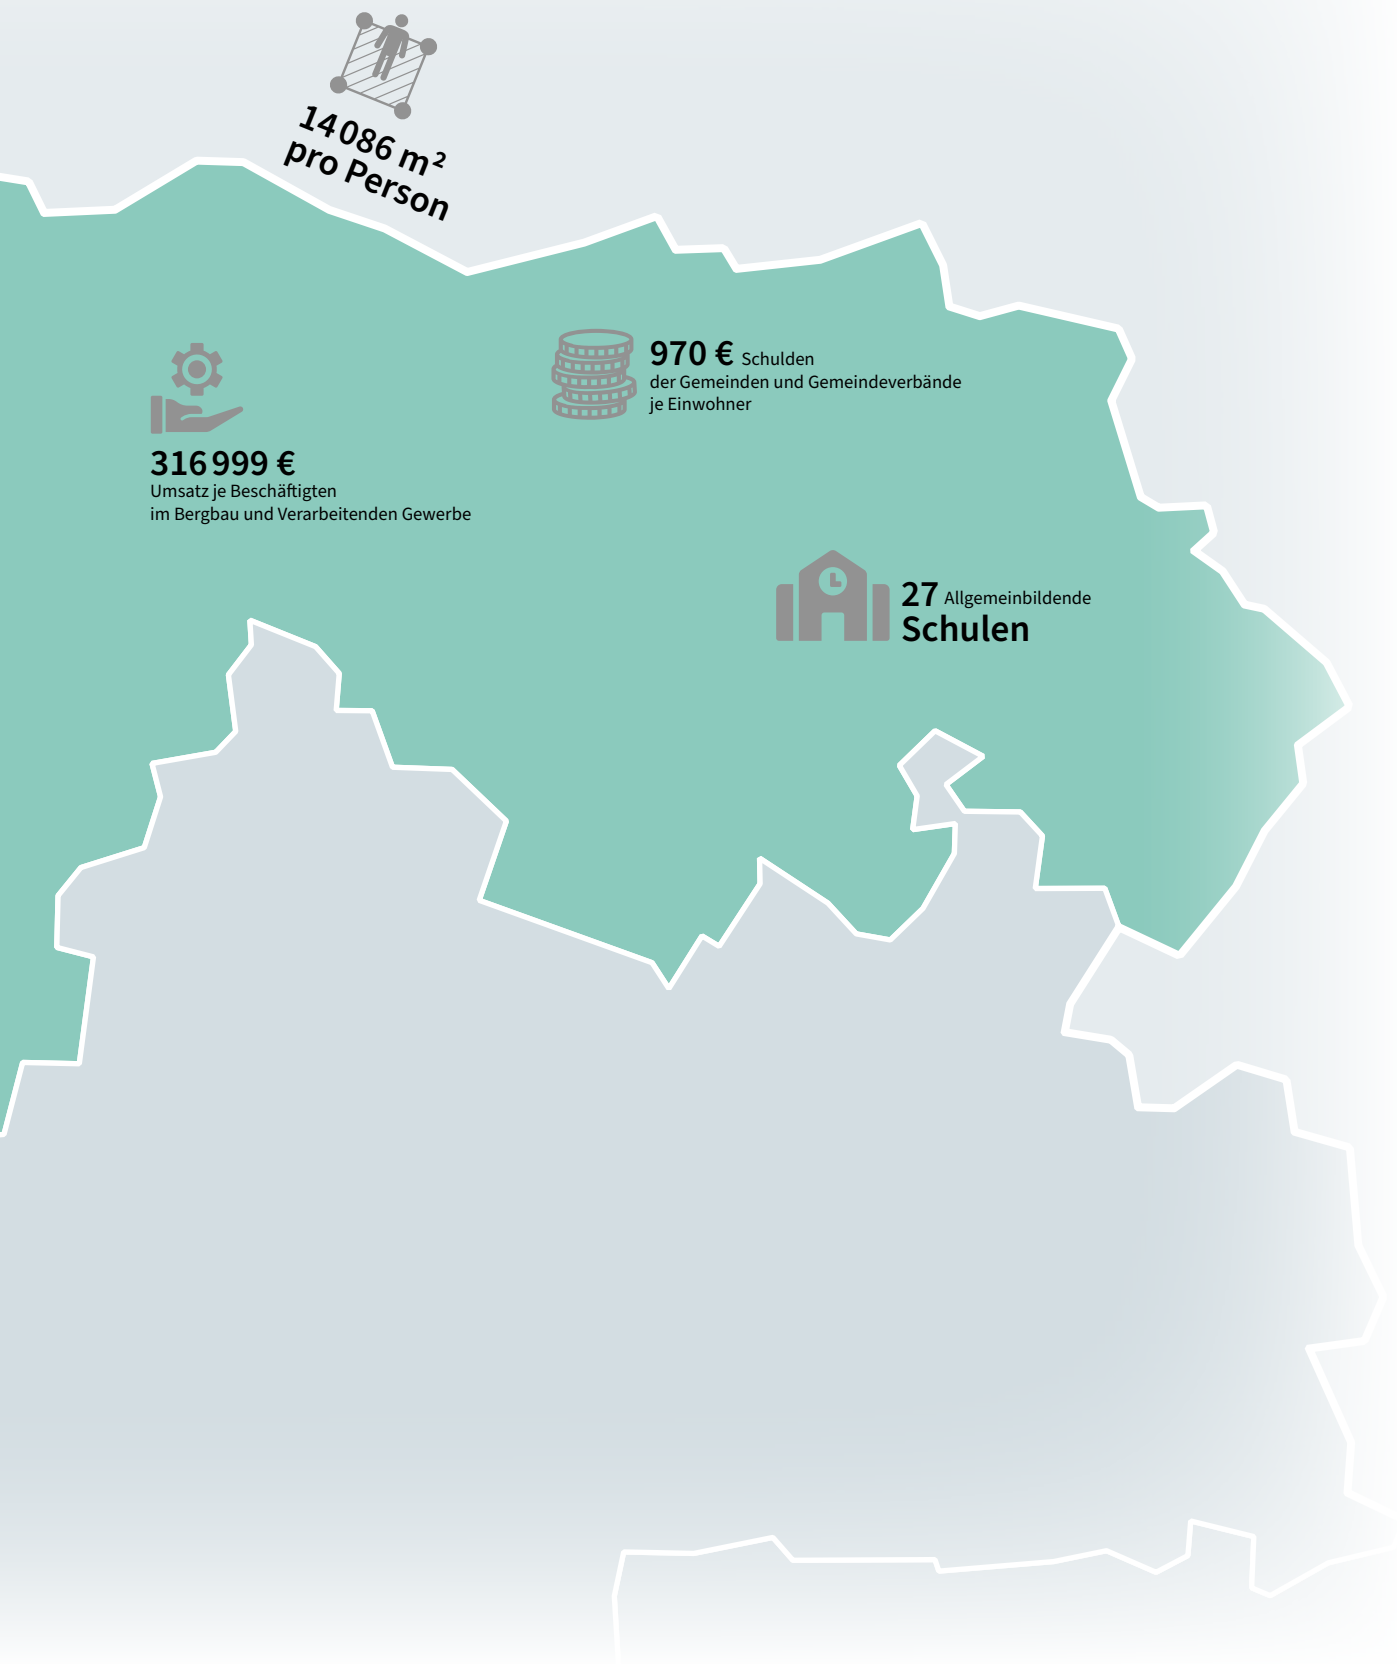 14 086 m²
pro Person
970 € Schulden
der Gemeinden und Gemeindeverbände
je Einwohner
316 999 €
Umsatz je Beschäftigten
im Bergbau und Verarbeitenden Gewerbe
27 Allgemeinbildende
Schulen